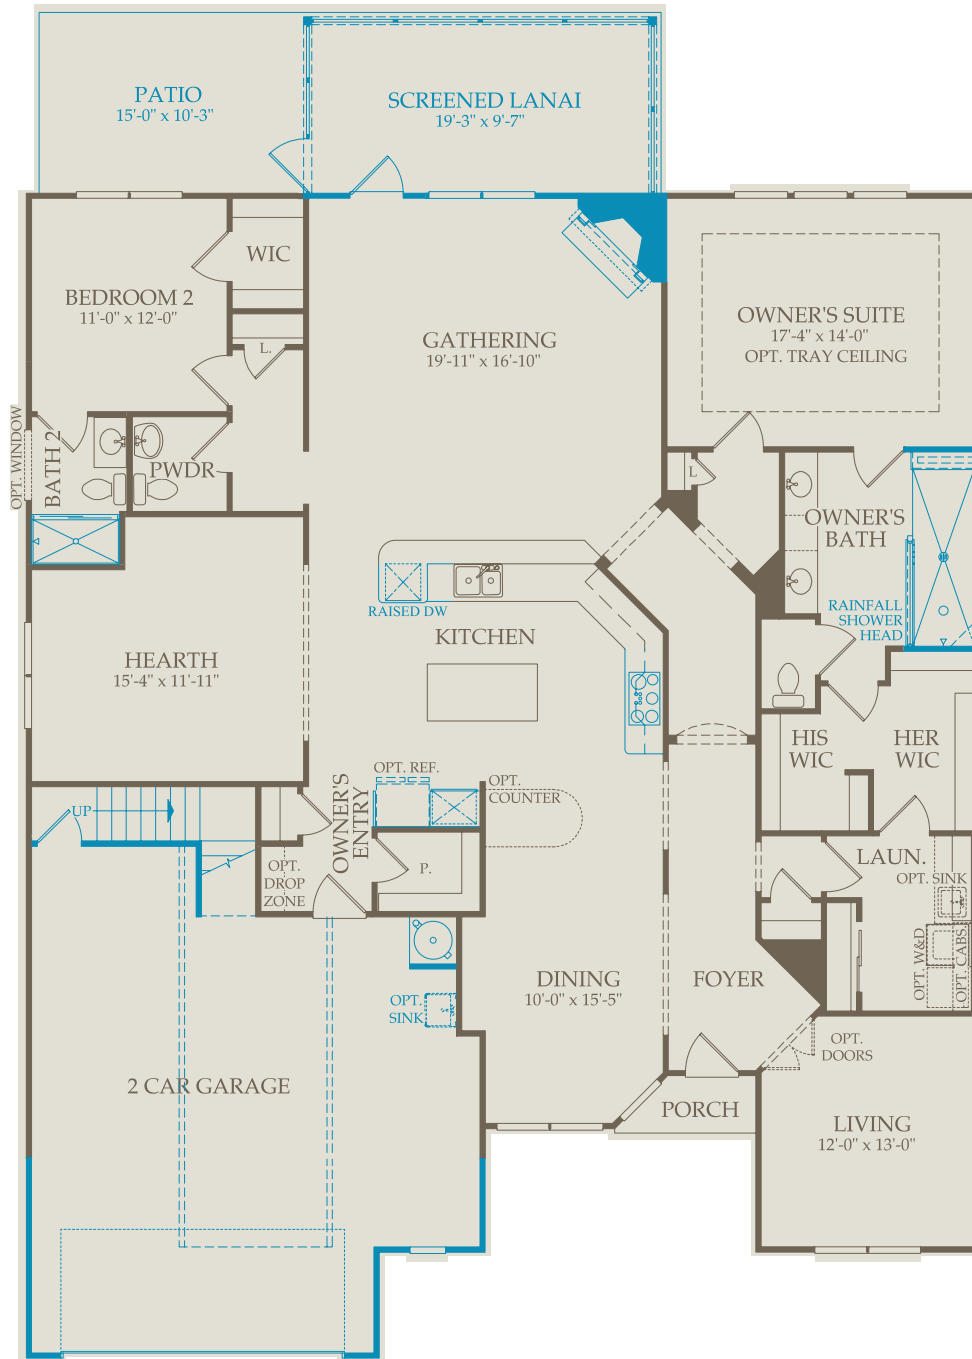 PATIO
15'-0" x 10'-3"
SCREENED LANAI
19'-3" x 9'-7"
WIC
BEDROOM 2
11'-0" x 12'-0"
L.
GATHERING
19'-11" x 16'-10"
OWNER'S SUITE
17'-4" x 14'-0"
OPT. TRAY CEILING
OPT. WINDOW
BATH 2
PWDR
L
OWNER'S
BATH
RAISED DW
RAINFALL
SHOWER
HEAD
KITCHEN
HEARTH
15'-4" x 11'-11"
HIS
WIC
HER
WIC
OPT. REF.
OPT.
COUNTER
UP
OWNER'S
ENTRY
OPT.
DROP
ZONE
P.
LAUN.
OPT. SINK
OPT. W&D
OPT. CABS.
DINING
10'-0" x 15'-5"
FOYER
OPT.
SINK
OPT.
DOORS
2 CAR GARAGE
PORCH
LIVING
12'-0" x 13'-0"